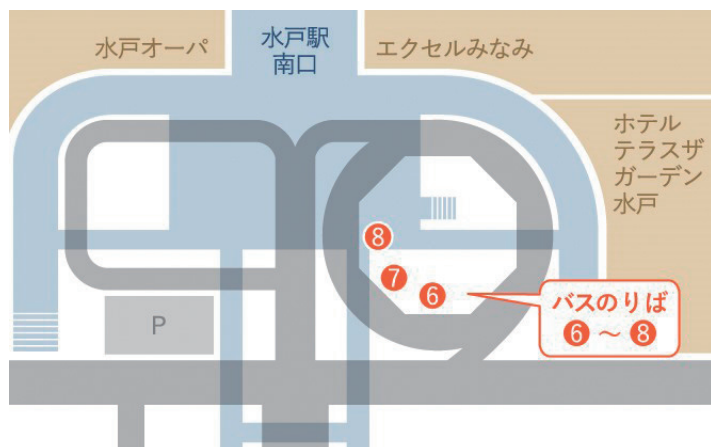 水戸オーパ
水戸駅
南口
エクセルみなみ
ホテル
テラスザ
ガーデン
水戸
8
7
6
バスのりば
6 ~ 8
P